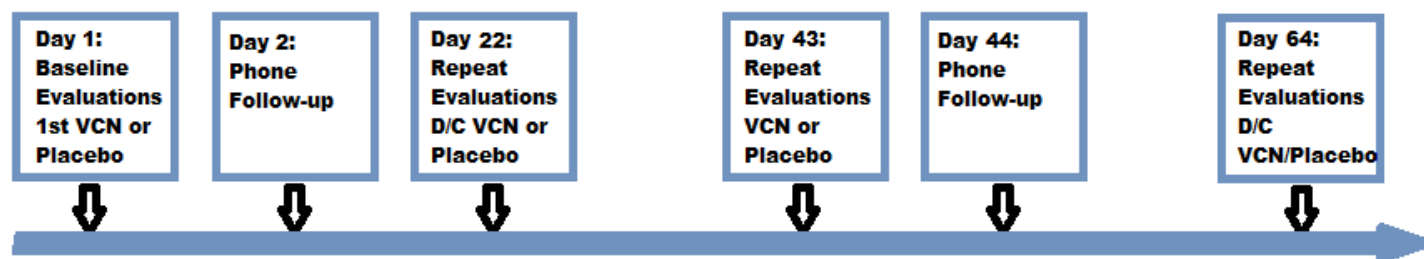 Day 1:
Baseline
Evaluations
1st VCN or
Placebo
Day 2:
Phone
Follow-up
Day 22:
Repeat
Evaluations
D/C VCN or
Placebo
Day 43:
Repeat
Evaluations
VCN or
Placebo
Day 44:
Phone
Follow-up
Day 64:
Repeat
Evaluations
D/C
VCN/Placebo